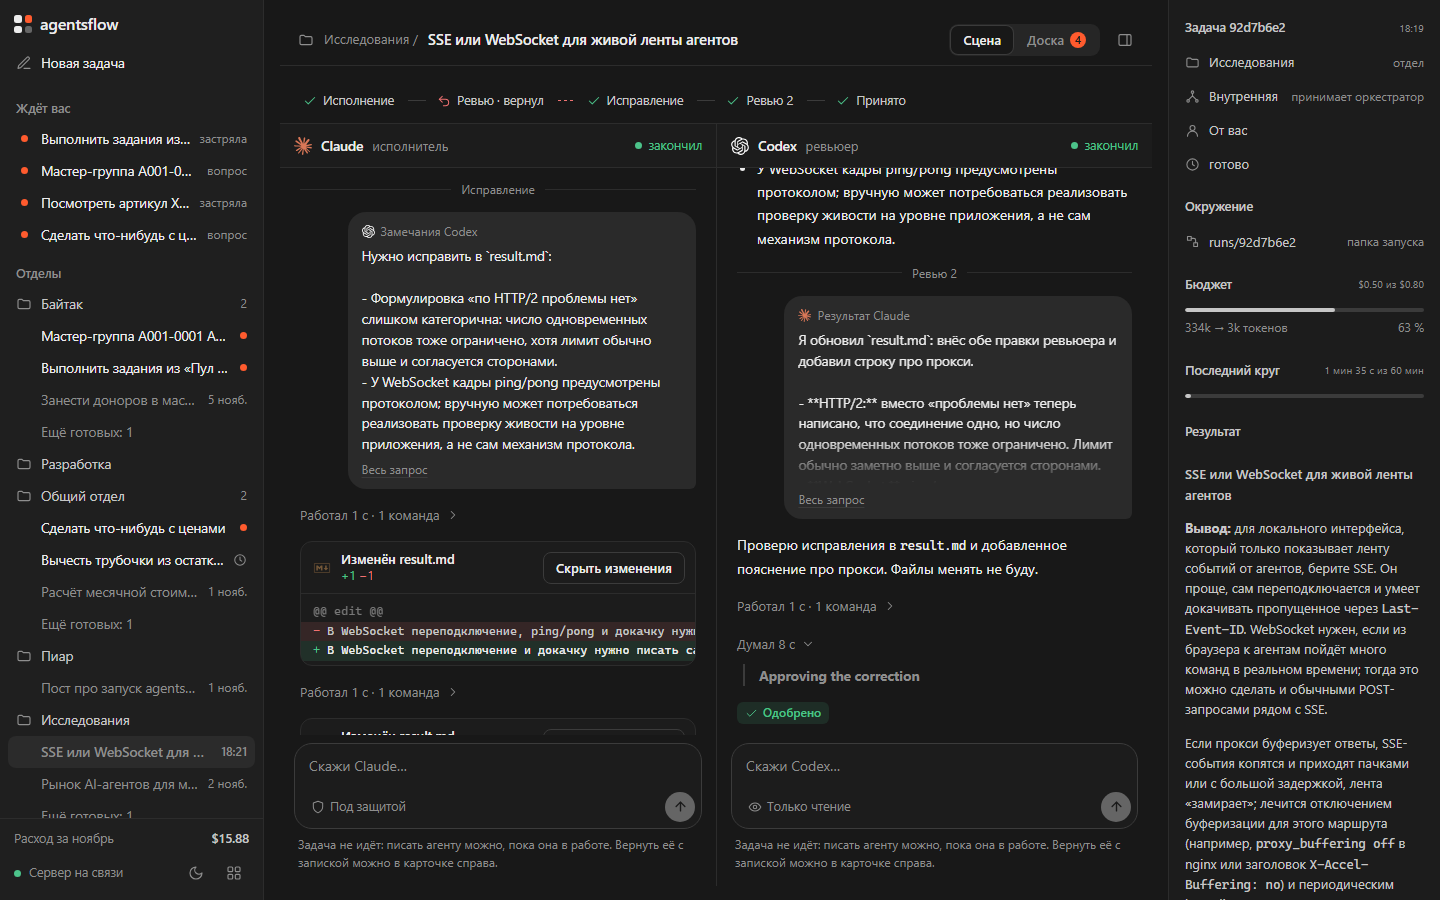 agentsflow
Новая задача
Ждёт вас
Выполнить задания из... застряла
Мастер-группа A001-0... вопрос
Посмотреть артикул X... застряла
Сделать что-нибудь с ц... вопрос
Отделы
Байтак 2
Мастер-группа A001-0001 A...
Выполнить задания из «Пул ...
Занести доноров в мас... 5 нояб.
Ещё готовых: 1
Разработка
Общий отдел 2
Сделать что-нибудь с ценами
Вычесть трубочки из остатк...
Расчёт месячной стоим... 1 нояб.
Ещё готовых: 1
Пиар
Пост про запуск agents... 1 нояб.
Исследования
SSE или WebSocket для ... 18:21
Рынок AI-агентов для м... 2 нояб.
Ещё готовых: 1
Расход за ноябрь $15.88
Сервер на связи
Исследования / SSE или WebSocket для живой ленты агентов
Сцена Доска 4
Исполнение Ревью · вернул Исправление Ревью 2 Принято
Claude исполнитель закончил
Исправление
Замечания Codex
Нужно исправить в `result.md`:
- Формулировка «по HTTP/2 проблемы нет»
слишком категорична: число одновременных
потоков тоже ограничено, хотя лимит обычно
выше и согласуется сторонами.
- У WebSocket кадры ping/pong предусмотрены
протоколом; вручную может потребоваться
реализовать проверку живости на уровне
приложения, а не сам механизм протокола.
Весь запрос
Работал 1 с · 1 команда
Изменён result.md
+1 −1
Скрыть изменения
@@ edit @@
− В WebSocket переподключение, ping/pong и докачку нуж
+ В WebSocket переподключение и докачку нужно писать са
Работал 1 с · 1 команда
Изменён result.md
Скажи Claude...
Под защитой
Задача не идёт: писать агенту можно, пока она в работе. Вернуть её с
запиской можно в карточке справа.
Codex ревьюер закончил
• У WebSocket кадры ping/pong предусмотрены
протоколом; вручную может потребоваться реализовать
проверку живости на уровне приложения, а не сам
механизм протокола.
Ревью 2
Результат Claude
Я обновил `result.md`: внёс обе правки ревьюера и
добавил строку про прокси.
- **HTTP/2:** вместо «проблемы нет» теперь
написано, что соединение одно, но число
одновременных потоков тоже ограничено. Лимит
обычно заметно выше и согласуется сторонами.
Весь запрос
Проверю исправления в result.md и добавленное
пояснение про прокси. Файлы менять не буду.
Работал 1 с · 1 команда
Думал 8 с
Approving the correction
Одобрено
Скажи Codex...
Только чтение
Задача не идёт: писать агенту можно, пока она в работе. Вернуть её с
запиской можно в карточке справа.
Задача 92d7b6e2 18:19
Исследования отдел
Внутренняя принимает оркестратор
От вас
готово
Окружение
runs/92d7b6e2 папка запуска
Бюджет $0.50 из $0.80
334k → 3k токенов 63 %
Последний круг 1 мин 35 с из 60 мин
Результат
SSE или WebSocket для живой ленты
агентов
Вывод: для локального интерфейса,
который только показывает ленту
событий от агентов, берите SSE. Он
проще, сам переподключается и умеет
докачивать пропущенное через Last-
Event-ID. WebSocket нужен, если из
браузера к агентам пойдёт много
команд в реальном времени; тогда это
можно сделать и обычными POST-
запросами рядом с SSE.
Если прокси буферизует ответы, SSE-
события копятся и приходят пачками
или с большой задержкой, лента
«замирает»; лечится отключением
буферизации для этого маршрута
(например, proxy_buffering off в
nginx или заголовок X-Accel-
Buffering: no) и периодическим